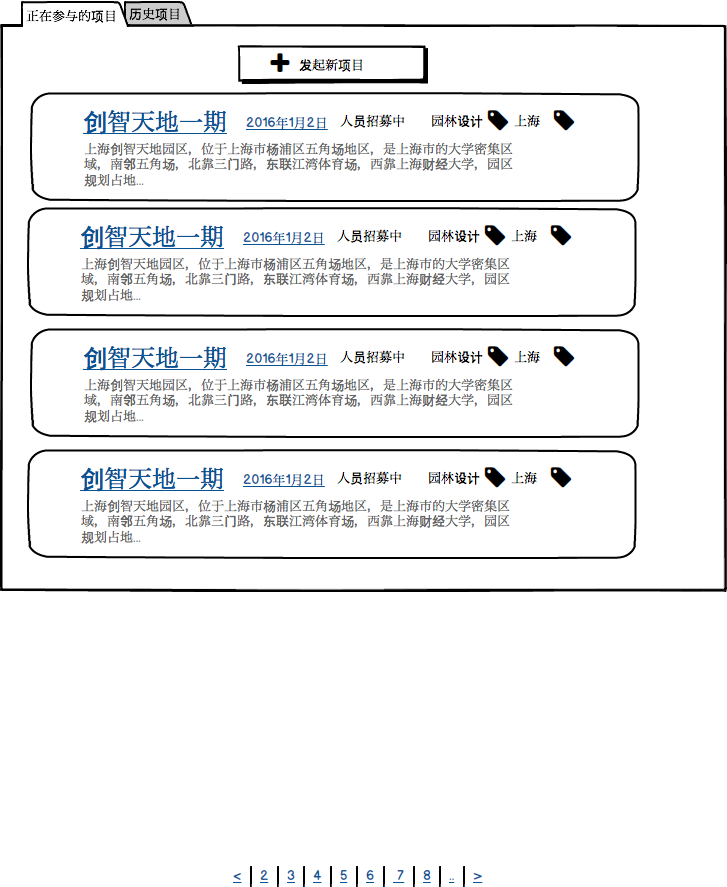 正在参与的项目 历史项目
发起新项目
创智天地一期 2016年1月2日 人员招募中 园林设计 上海
上海创智天地园区，位于上海市杨浦区五角场地区，是上海市的大学密集区
域，南邻五角场，北靠三门路，东联江湾体育场，西靠上海财经大学，园区
规划占地...
创智天地一期 2016年1月2日 人员招募中 园林设计 上海
上海创智天地园区，位于上海市杨浦区五角场地区，是上海市的大学密集区
域，南邻五角场，北靠三门路，东联江湾体育场，西靠上海财经大学，园区
规划占地...
创智天地一期 2016年1月2日 人员招募中 园林设计 上海
上海创智天地园区，位于上海市杨浦区五角场地区，是上海市的大学密集区
域，南邻五角场，北靠三门路，东联江湾体育场，西靠上海财经大学，园区
规划占地...
创智天地一期 2016年1月2日 人员招募中 园林设计 上海
上海创智天地园区，位于上海市杨浦区五角场地区，是上海市的大学密集区
域，南邻五角场，北靠三门路，东联江湾体育场，西靠上海财经大学，园区
规划占地...
< | 2 | 3 | 4 | 5 | 6 | 7 | 8 | .. | >